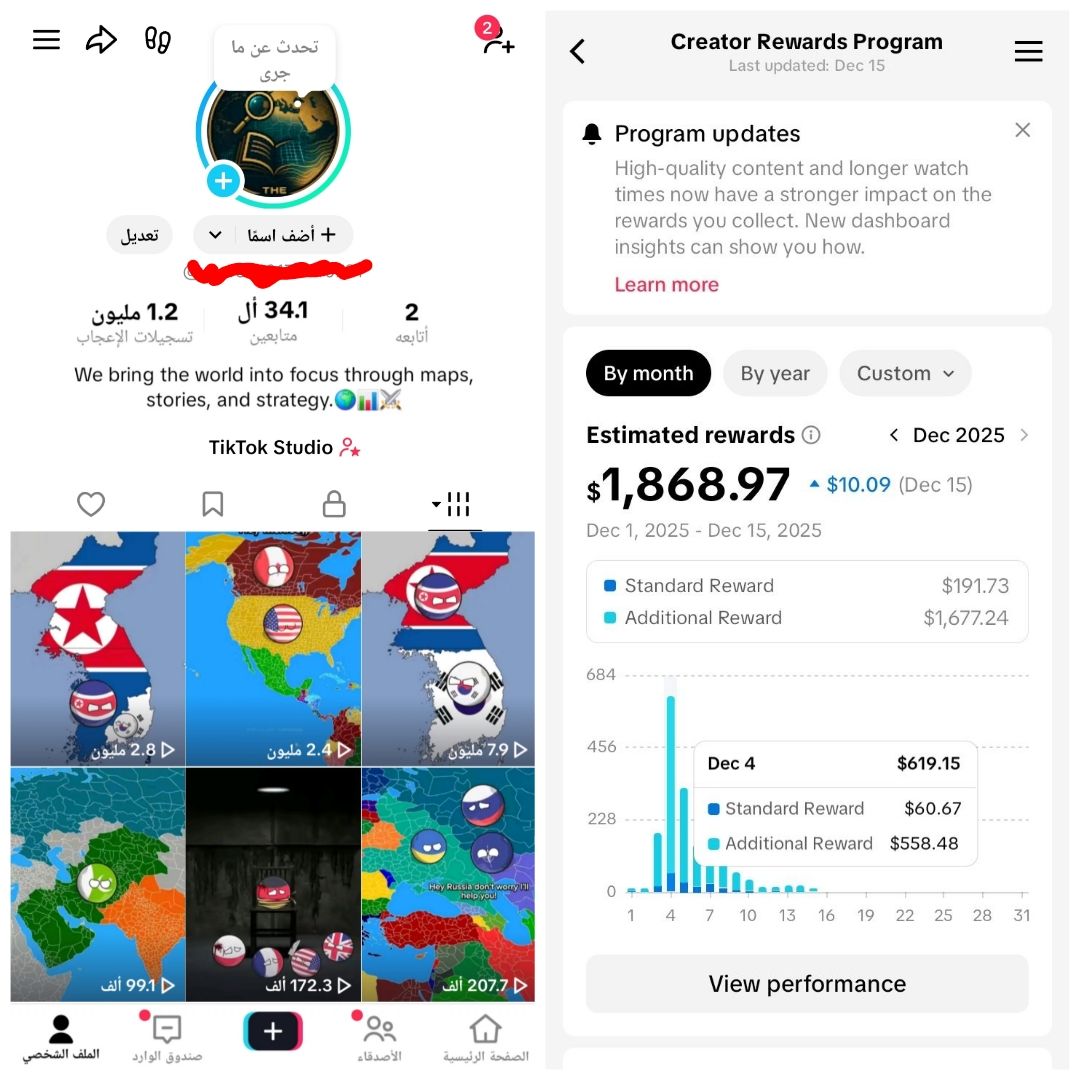 2
تحدث عن ما
جرى
THE
تعديل
+ أضف اسمًا
1.2 مليون
تسجيلات الإعجاب
34.1 أل
متابعين
2
أتابعه
We bring the world into focus through maps,
stories, and strategy.🌍📊⚔️
TikTok Studio
2.8 مليون
2.4 مليون
7.9 مليون
99.1 ألف
172.3 ألف
Hey Russia don't worry I'll
help you!
207.7 ألف
الملف الشخصي
صندوق الوارد
الأصدقاء
الصفحة الرئيسية
Creator Rewards Program
Last updated: Dec 15
Program updates
High-quality content and longer watch
times now have a stronger impact on the
rewards you collect. New dashboard
insights can show you how.
Learn more
By month
By year
Custom
Estimated rewards
Dec 2025
$1,868.97
$10.09 (Dec 15)
Dec 1, 2025 - Dec 15, 2025
Standard Reward $191.73
Additional Reward $1,677.24
684
456
228
0
Dec 4 $619.15
Standard Reward $60.67
Additional Reward $558.48
1 4 7 10 13 16 19 22 25 28 31
View performance